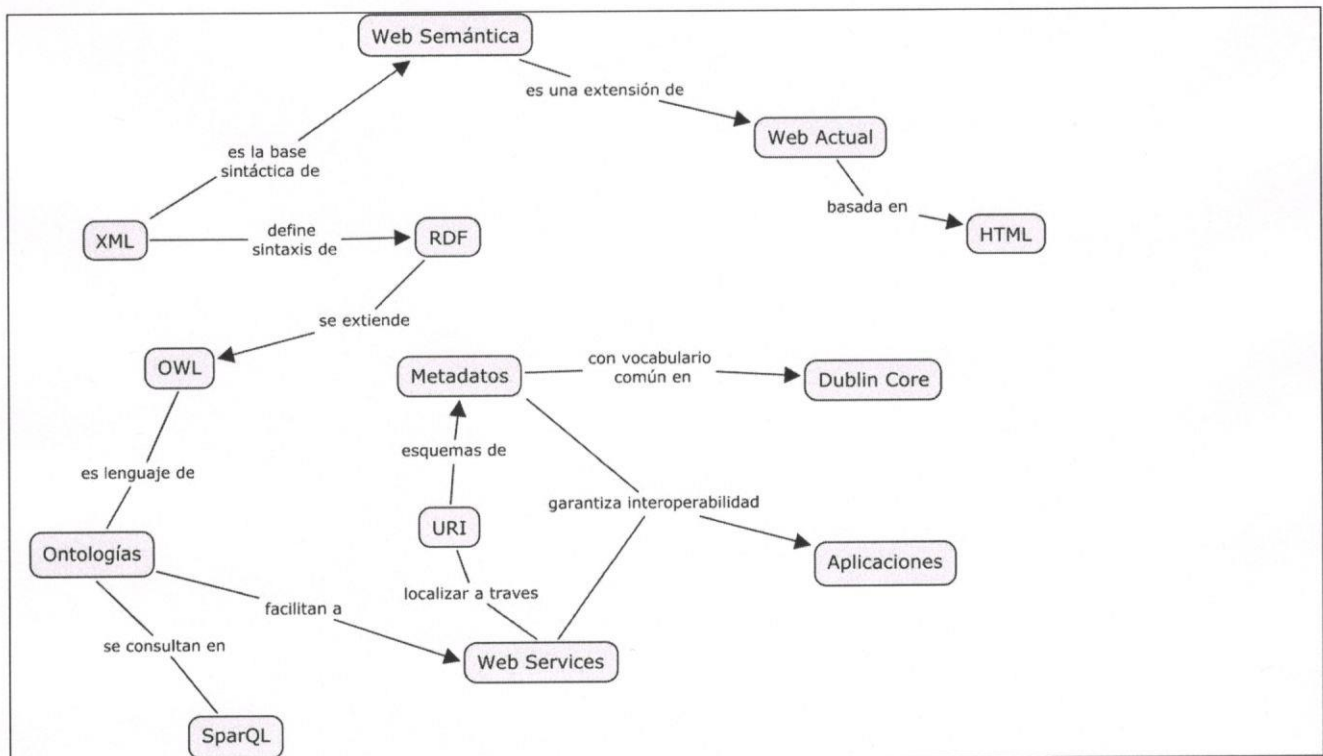 Web Semántica
es una extensión de
Web Actual
es la base
sintáctica de
basada en
XML
define
sintaxis de
RDF
HTML
se extiende
OWL
Metadatos
con vocabulario
común en
Dublin Core
esquemas de
es lenguaje de
garantiza interoperabilidad
URI
Ontologías
Aplicaciones
localizar a traves
facilitan a
se consultan en
Web Services
SparQL